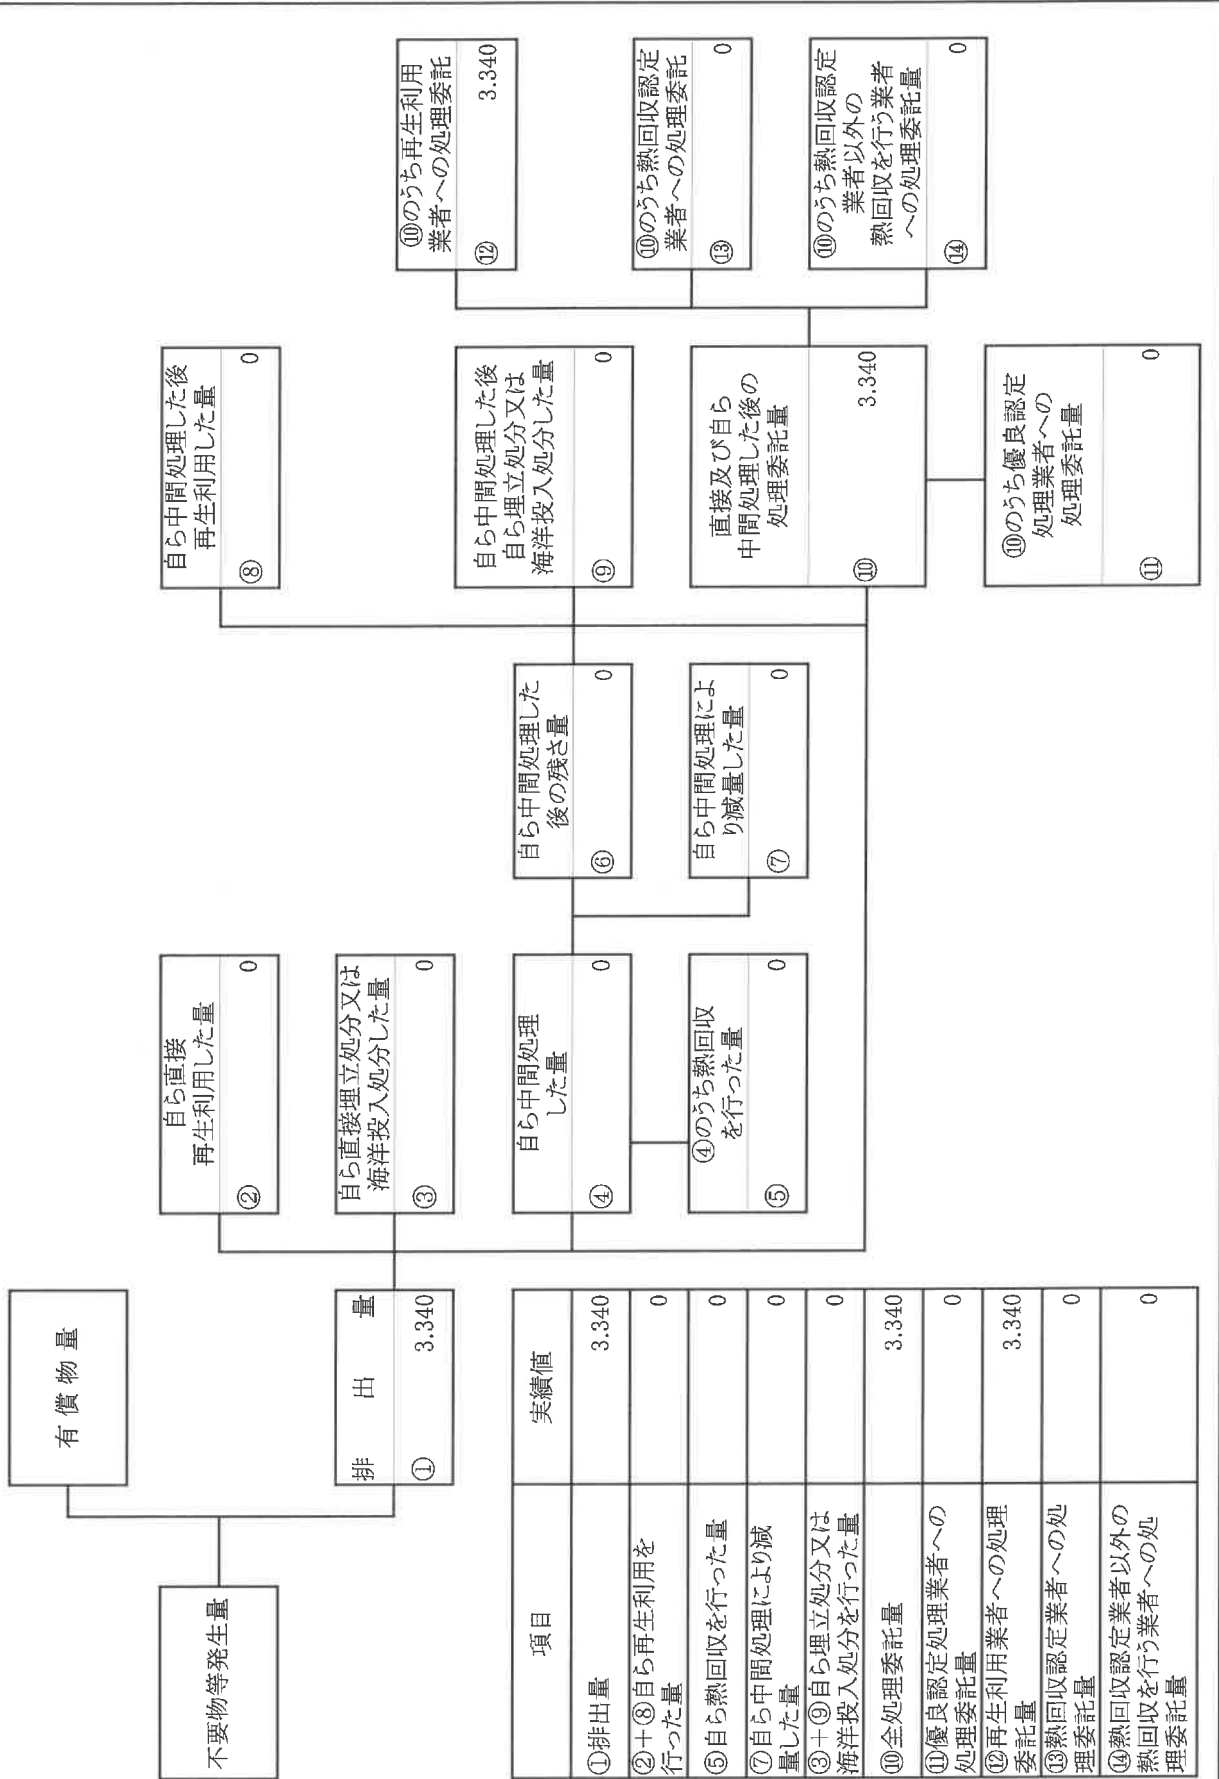 不要物等発生量
有償物量
排出量
① 3.340
自ら直接
再生利用した量
② 0
自ら直接埋立処分又は
海洋投入処分した量
③ 0
自ら中間処理
した量
④ 0
④のうち熱回収
を行った量
⑤ 0
自ら中間処理した
後の残さ量
⑥ 0
自ら中間処理によ
り減量した量
⑦ 0
自ら中間処理した後
再生利用した量
⑧ 0
自ら中間処理した後
自ら埋立処分又は
海洋投入処分した量
⑨ 0
直接及び自ら
中間処理した後の
処理委託量
⑩ 3.340
⑩のうち優良認定
処理業者への
処理委託量
⑪ 0
⑩のうち再生利用
業者への処理委託
⑫ 3.340
⑩のうち熱回収認定
業者への処理委託
⑬ 0
⑩のうち熱回収認定
業者以外の
熱回収を行う業者
への処理委託量
⑭ 0
項目 実績値
①排出量 3.340
②+⑧自ら再生利用を
行った量 0
⑤自ら熱回収を行った量 0
⑦自ら中間処理により減
量した量 0
③+⑨自ら埋立処分又は
海洋投入処分を行った量 0
⑩全処理委託量 3.340
⑪優良認定処理業者への
処理委託量 0
⑫再生利用業者への処理
委託量 3.340
⑬熱回収認定業者への処
理委託量 0
⑭熱回収認定業者以外の
熱回収を行う業者への処
理委託量 0